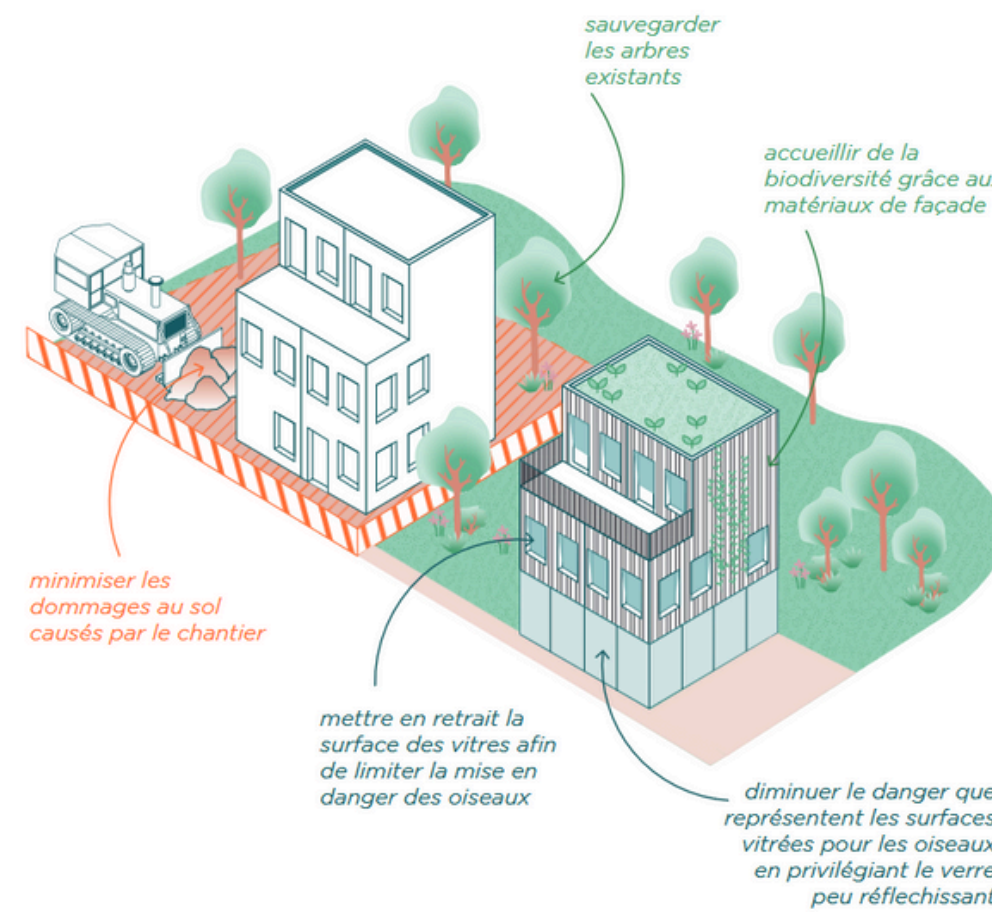 sauvegarder
les arbres
existants
accueillir de la
biodiversité grâce aux
matériaux de façade
minimiser les
dommages au sol
causés par le chantier
mettre en retrait la
surface des vitres afin
de limiter la mise en
danger des oiseaux
diminuer le danger que
représentent les surfaces
vitrées pour les oiseaux
en privilégiant le verre
peu réflechissant